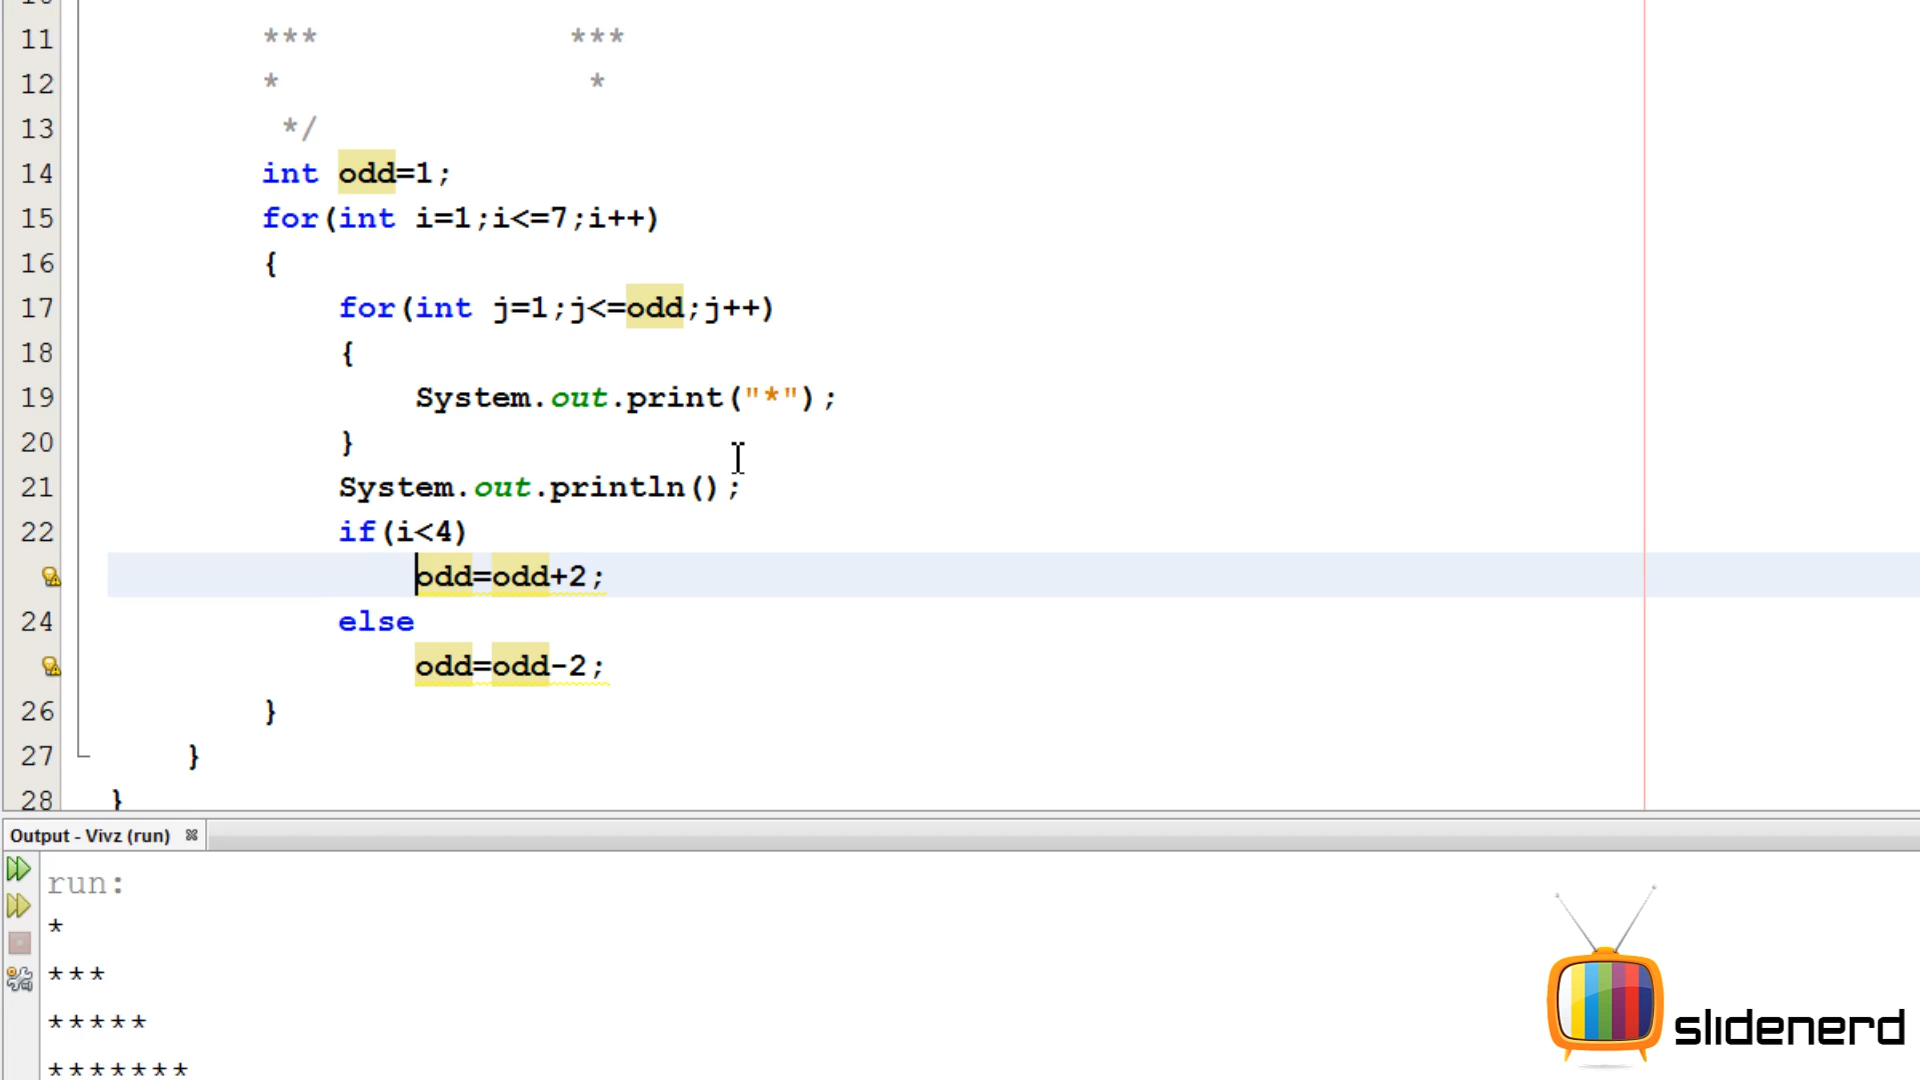 11 *** ***
12 * *
13 */
14 int odd=1;
15 for(int i=1;i<=7;i++)
16 {
17 for(int j=1;j<=odd;j++)
18 {
19 System.out.print("*");
20 }
21 System.out.println();
22 if(i<4)
odd=odd+2;
24 else
odd=odd-2;
26 }
27 }
28 }
Output - Vivz (run)
run:
*
***
*****
*******
slidenerd